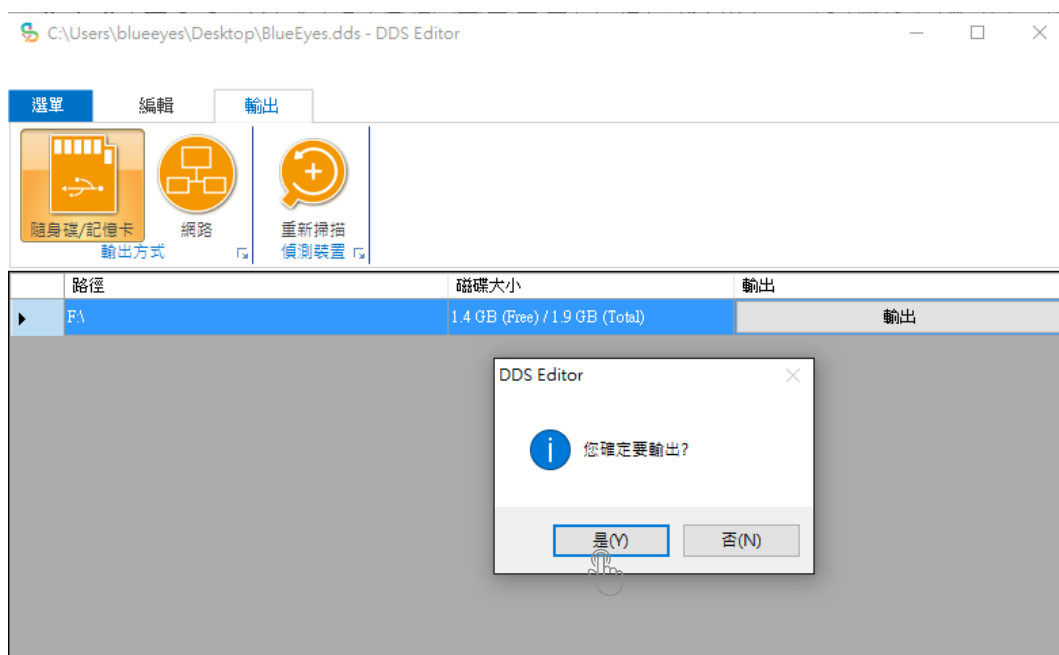 C:\Users\blueeyes\Desktop\BlueEyes.dds - DDS Editor
選單 編輯 輸出
隨身碟/記憶卡 網路 重新掃描
輸出方式 偵測裝置
路徑 磁碟大小 輸出
F:\ 1.4 GB (Free) / 1.9 GB (Total) 輸出
DDS Editor
您確定要輸出?
是(Y) 否(N)